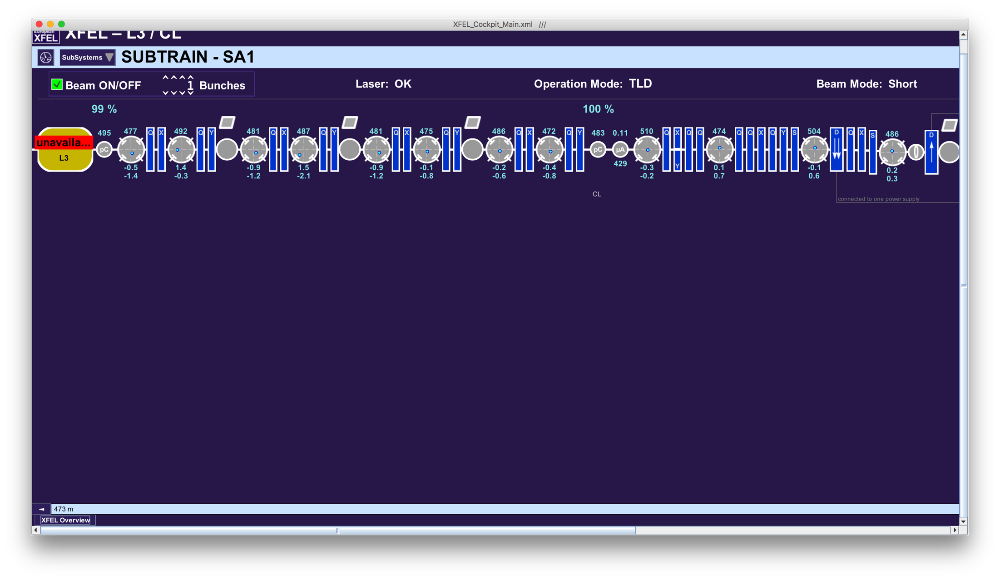 XFEL_Cockpit_Main.xml ///
European
XFEL
XFEL – L3 / CL
SubSystems
SUBTRAIN - SA1
Beam ON/OFF 1 Bunches
Laser: OK
Operation Mode: TLD
Beam Mode: Short
99 %
100 %
495 477 Q X 492 Q Y 481 Q X 487 Q Y 481 Q X 475 Q Y 486 Q X 472 Q Y 483 0.11 510 Q X Q Q 474 Q Q X Q Y S 504 D Q X S 486 D
unavaila...
pC pC µA
L3
429 Y
-0.5 1.4 -0.9 1.5 -0.9 -0.1 -0.2 -0.4 -0.3 0.1 -0.1 0.2
-1.4 -0.3 -1.2 -2.1 -1.2 -0.8 -0.6 -0.8 -0.2 0.7 0.6 0.3
CL
connected to one power supply
473 m
XFEL Overview